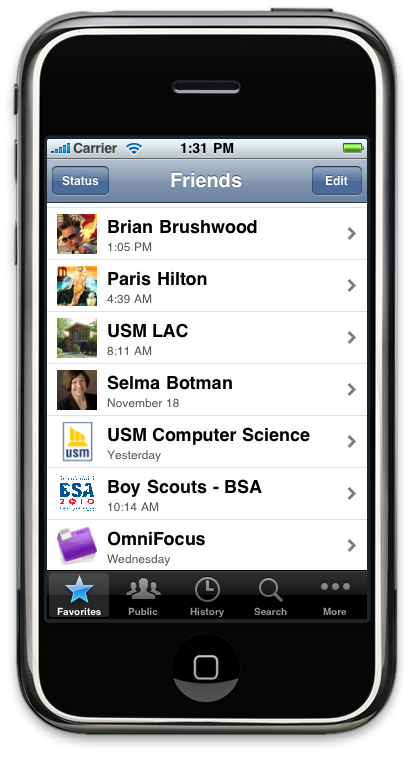 Carrier 1:31 PM
Status Friends Edit
Brian Brushwood
1:05 PM
Paris Hilton
4:39 AM
USM LAC
8:11 AM
Selma Botman
November 18
usm
USM Computer Science
Yesterday
BSA
2010
Boy Scouts - BSA
10:14 AM
OmniFocus
Wednesday
Favorites Public History Search More